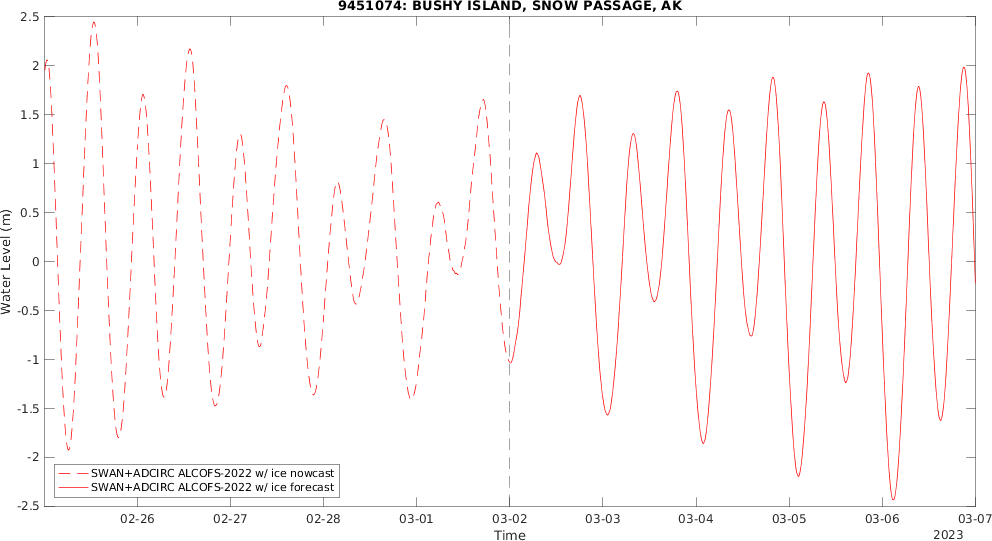 9451074: BUSHY ISLAND, SNOW PASSAGE, AK
Water Level (m)
2.5
2
1.5
1
0.5
0
-0.5
-1
-1.5
-2
-2.5
SWAN+ADCIRC ALCOFS-2022 w/ ice nowcast
SWAN+ADCIRC ALCOFS-2022 w/ ice forecast
02-26 02-27 02-28 03-01 03-02 03-03 03-04 03-05 03-06 03-07
Time
2023